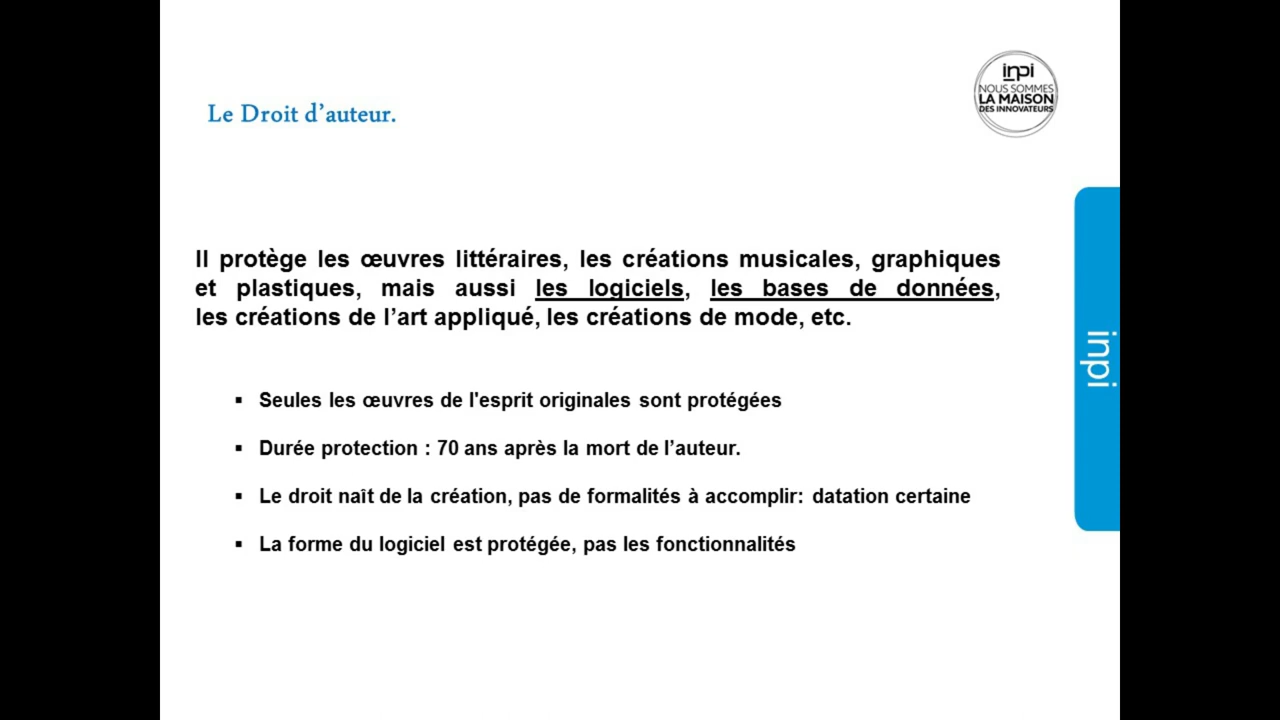 inpi
NOUS SOMMES
LA MAISON
DES INNOVATEURS
Le Droit d’auteur.
Il protège les œuvres littéraires, les créations musicales, graphiques
et plastiques, mais aussi les logiciels, les bases de données,
les créations de l’art appliqué, les créations de mode, etc.
▪ Seules les œuvres de l'esprit originales sont protégées
▪ Durée protection : 70 ans après la mort de l’auteur.
▪ Le droit naît de la création, pas de formalités à accomplir: datation certaine
▪ La forme du logiciel est protégée, pas les fonctionnalités
inpi